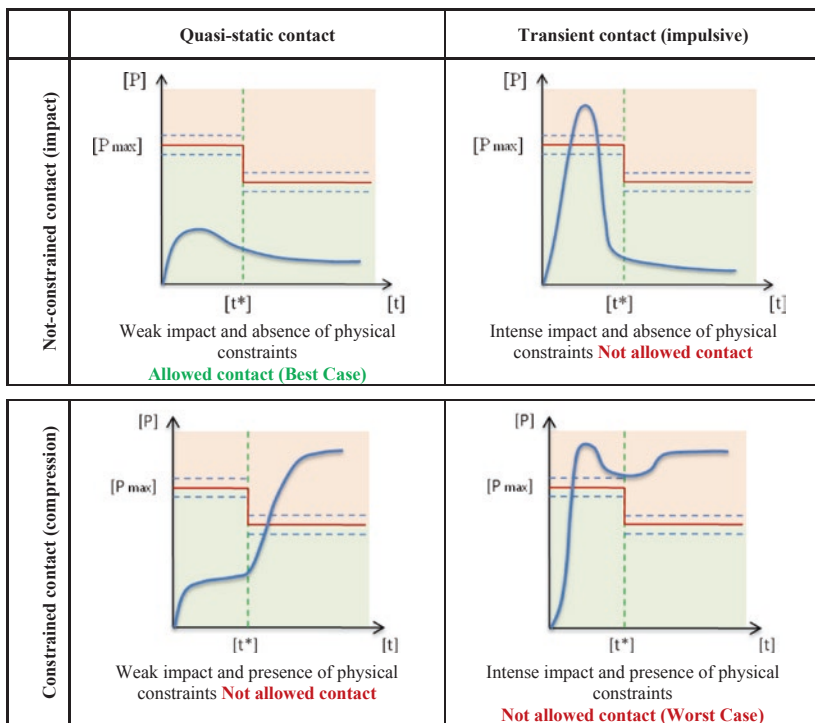 Quasi-static contact
Transient contact (impulsive)
Not-constrained contact (impact)
[P]
[P max]
[t*]
[t]
Weak impact and absence of physical
constraints
Allowed contact (Best Case)
[P]
[P max]
[t*]
[t]
Intense impact and absence of physical
constraints Not allowed contact
Constrained contact (compression)
[P]
[P max]
[t*]
[t]
Weak impact and presence of physical
constraints Not allowed contact
[P]
[P max]
[t*]
[t]
Intense impact and presence of physical
constraints
Not allowed contact (Worst Case)